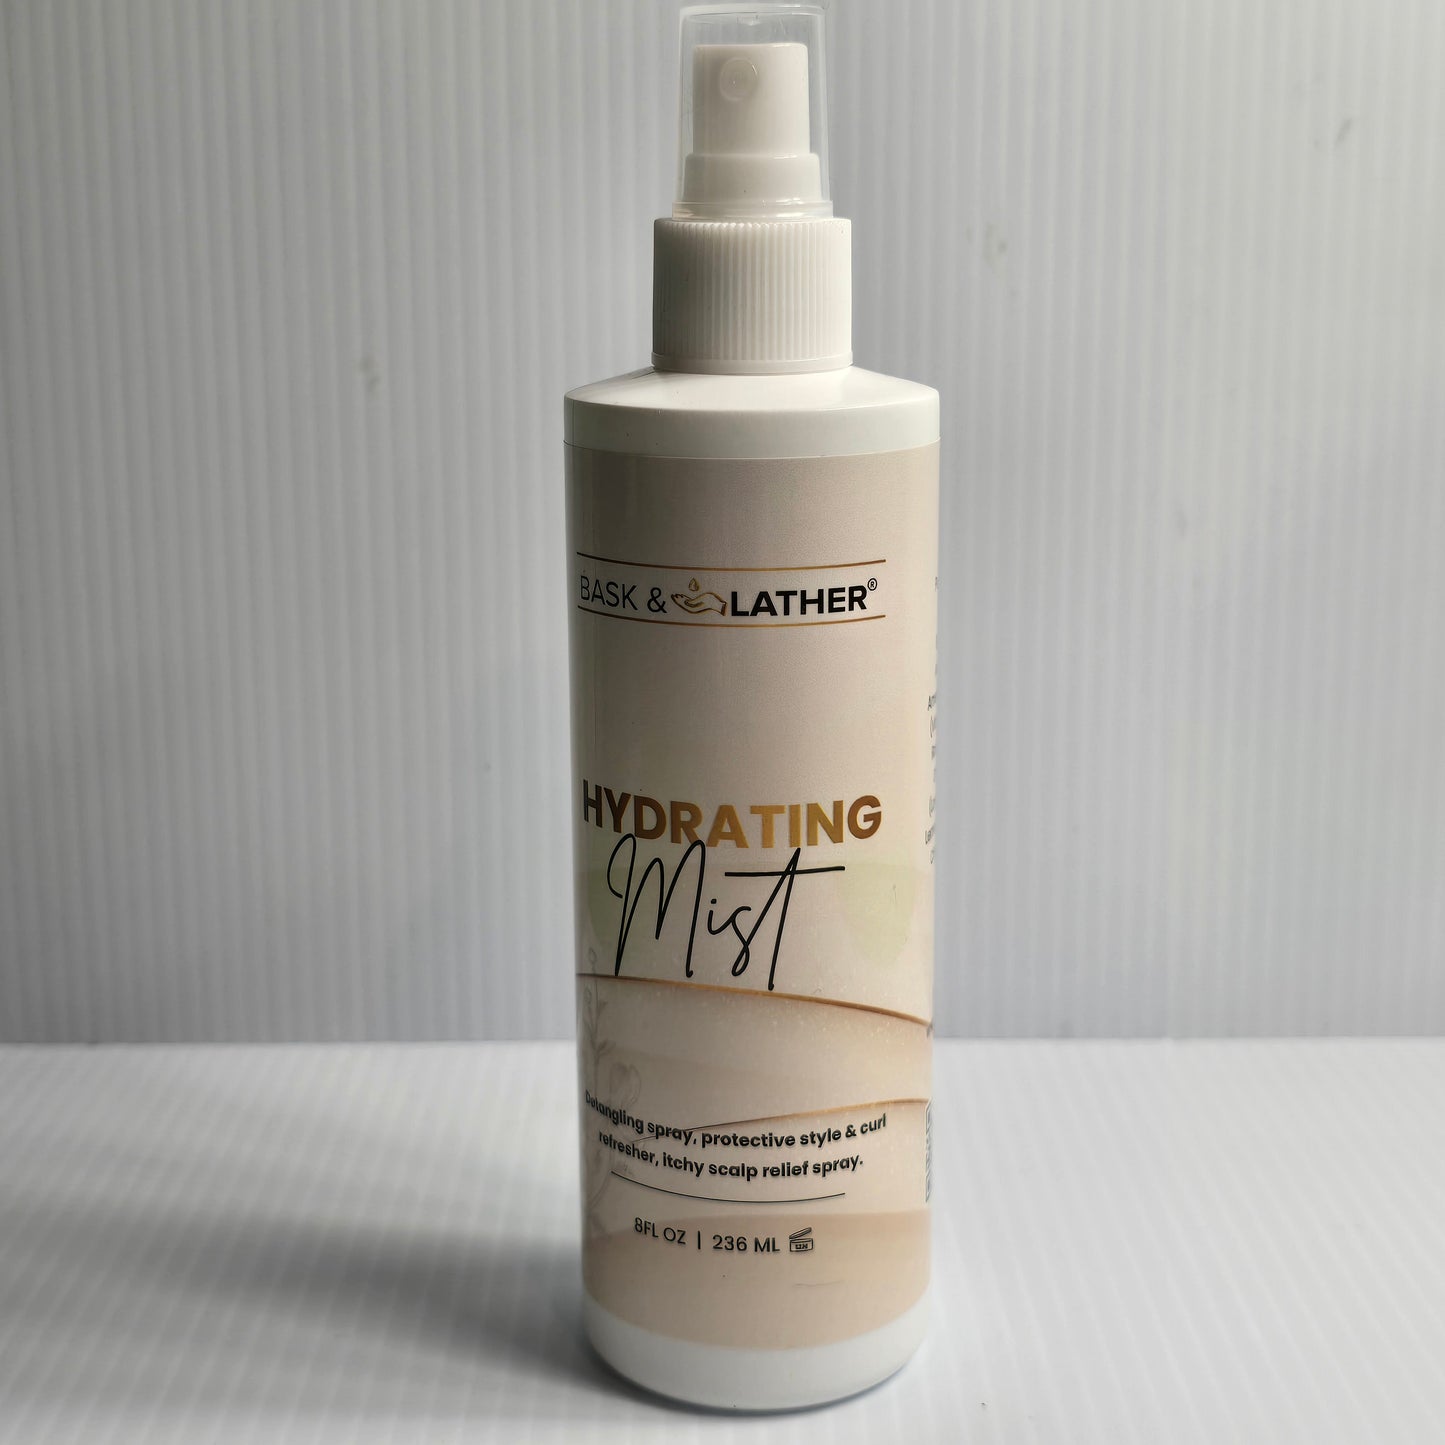 BASK & LATHER®
HYDRATING
Mist
Detangling spray, protective style & curl
refresher, itchy scalp relief spray.
8FL OZ | 236 ML